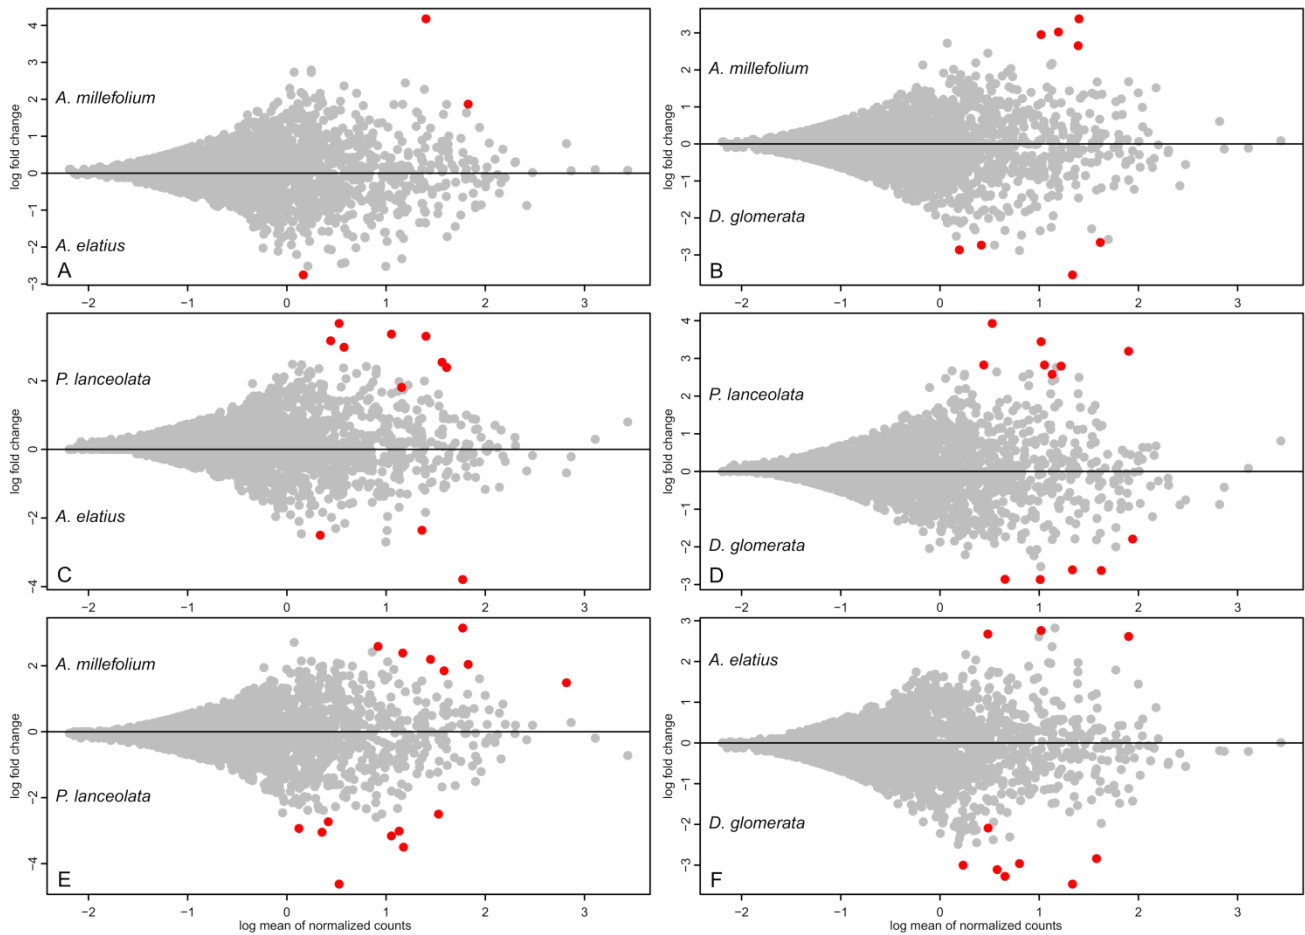 4
3
2
1
0
−1
−2
−3
log fold change
A. millefolium
A. elatius
A
−2
−1
0
1
2
3
3
2
1
0
−1
−2
−3
log fold change
A. millefolium
D. glomerata
B
−2
−1
0
1
2
3
2
0
−2
−4
log fold change
P. lanceolata
A. elatius
C
−2
−1
0
1
2
3
4
3
2
1
0
−1
−2
−3
log fold change
P. lanceolata
D. glomerata
D
−2
−1
0
1
2
3
2
0
−2
−4
log fold change
A. millefolium
P. lanceolata
E
−2
−1
0
1
2
3
log mean of normalized counts
3
2
1
0
−1
−2
−3
log fold change
A. elatius
D. glomerata
F
−2
−1
0
1
2
3
log mean of normalized counts